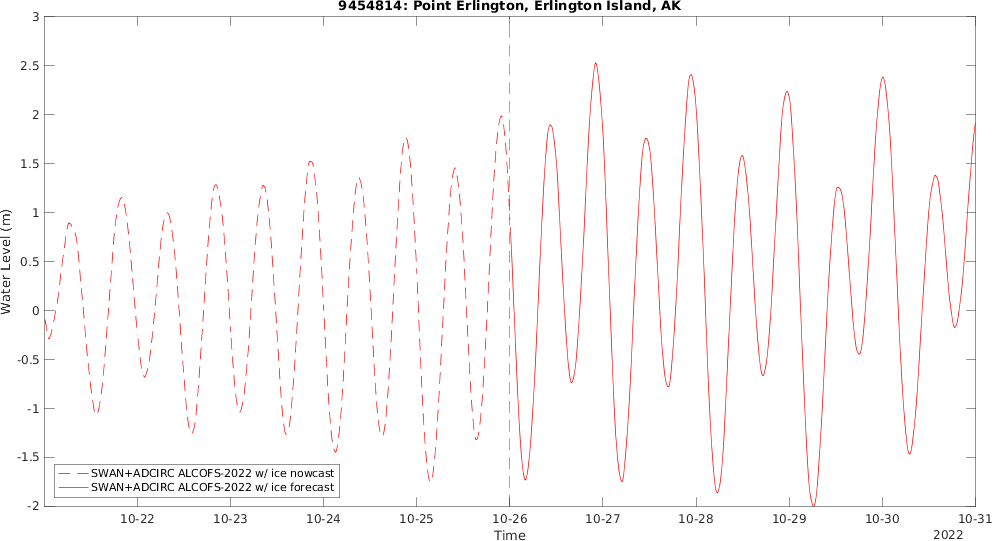 9454814: Point Erlington, Erlington Island, AK
3
2.5
2
1.5
1
0.5
0
-0.5
-1
-1.5
-2
Water Level (m)
SWAN+ADCIRC ALCOFS-2022 w/ ice nowcast
SWAN+ADCIRC ALCOFS-2022 w/ ice forecast
10-22 10-23 10-24 10-25 10-26 10-27 10-28 10-29 10-30 10-31
Time
2022